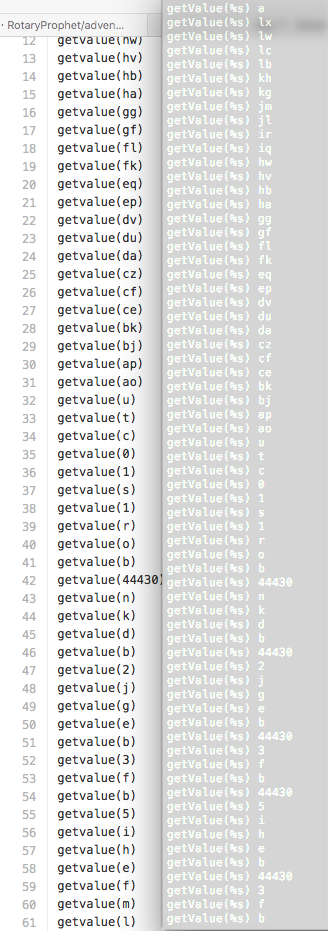 · RotaryProphet/adven...
12 getvalue(hw)
13 getvalue(hv)
14 getvalue(hb)
15 getvalue(ha)
16 getvalue(gg)
17 getvalue(gf)
18 getvalue(fl)
19 getvalue(fk)
20 getvalue(eq)
21 getvalue(ep)
22 getvalue(dv)
23 getvalue(du)
24 getvalue(da)
25 getvalue(cz)
26 getvalue(cf)
27 getvalue(ce)
28 getvalue(bk)
29 getvalue(bj)
30 getvalue(ap)
31 getvalue(ao)
32 getvalue(u)
33 getvalue(t)
34 getvalue(c)
35 getvalue(0)
36 getvalue(1)
37 getvalue(s)
38 getvalue(1)
39 getvalue(r)
40 getvalue(o)
41 getvalue(b)
42 getvalue(44430)
43 getvalue(n)
44 getvalue(k)
45 getvalue(d)
46 getvalue(b)
47 getvalue(2)
48 getvalue(j)
49 getvalue(g)
50 getvalue(e)
51 getvalue(b)
52 getvalue(3)
53 getvalue(f)
54 getvalue(b)
55 getvalue(5)
56 getvalue(i)
57 getvalue(h)
58 getvalue(e)
59 getvalue(f)
60 getvalue(m)
61 getvalue(l)
getValue(%s) a
getValue(%s) lx
getValue(%s) lw
getValue(%s) lc
getValue(%s) lb
getValue(%s) kh
getValue(%s) kg
getValue(%s) jm
getValue(%s) jl
getValue(%s) ir
getValue(%s) iq
getValue(%s) hw
getValue(%s) hv
getValue(%s) hb
getValue(%s) ha
getValue(%s) gg
getValue(%s) gf
getValue(%s) fl
getValue(%s) fk
getValue(%s) eq
getValue(%s) ep
getValue(%s) dv
getValue(%s) du
getValue(%s) da
getValue(%s) cz
getValue(%s) cf
getValue(%s) ce
getValue(%s) bk
getValue(%s) bj
getValue(%s) ap
getValue(%s) ao
getValue(%s) u
getValue(%s) t
getValue(%s) c
getValue(%s) 0
getValue(%s) 1
getValue(%s) s
getValue(%s) 1
getValue(%s) r
getValue(%s) o
getValue(%s) b
getValue(%s) 44430
getValue(%s) n
getValue(%s) k
getValue(%s) d
getValue(%s) b
getValue(%s) 44430
getValue(%s) 2
getValue(%s) j
getValue(%s) g
getValue(%s) e
getValue(%s) b
getValue(%s) 44430
getValue(%s) 3
getValue(%s) f
getValue(%s) b
getValue(%s) 44430
getValue(%s) 5
getValue(%s) i
getValue(%s) h
getValue(%s) e
getValue(%s) b
getValue(%s) 44430
getValue(%s) 3
getValue(%s) f
getValue(%s) b